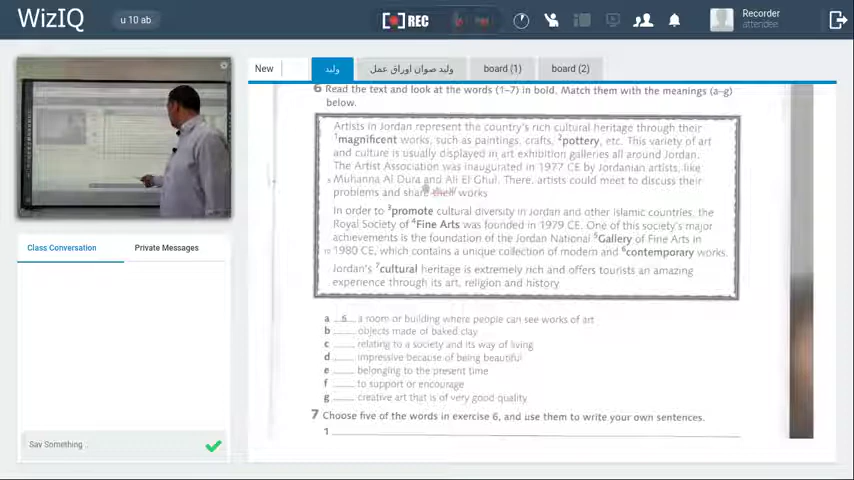 WizIQ
u 10 ab.
REC
Recorder
attendee
New
وليد
وليد صوان اوراق عمل
board (1)
board (2)
6 Read the text and look at the words (1–7) in bold. Match them with the meanings (a–g)
below.
Artists in Jordan represent the country's rich cultural heritage through their
1magnificent works, such as paintings, crafts, 2pottery, etc. This variety of
art and culture is usually displayed in art exhibition galleries all around Jordan.
The Artist Association was inaugurated in 1977 CE by Jordanian artists, like
5 Muhanna Al Dura and Ali El Ghul. There, artists could meet to discuss their
problems and share their works
In order to 3promote cultural diversity in Jordan and other Islamic countries, the
Royal Society of 4Fine Arts was founded in 1979 CE. One of this society's major
achievements is the foundation of the Jordan National 5Gallery of Fine Arts in
10 1980 CE, which contains a unique collection of modern and 6contemporary works.
Jordan's 7cultural heritage is extremely rich and offers tourists an amazing
experience through its art, religion and history
a 5 a room or building where people can see works of art
b ____ objects made of baked clay
c ____ relating to a society and its way of living
d ____ impressive because of being beautiful
e ____ belonging to the present time
f ____ to support or encourage
g ____ creative art that is of very good quality
7 Choose five of the words in exercise 6, and use them to write your own sentences.
1
Class Conversation
Private Messages
Say Something ..